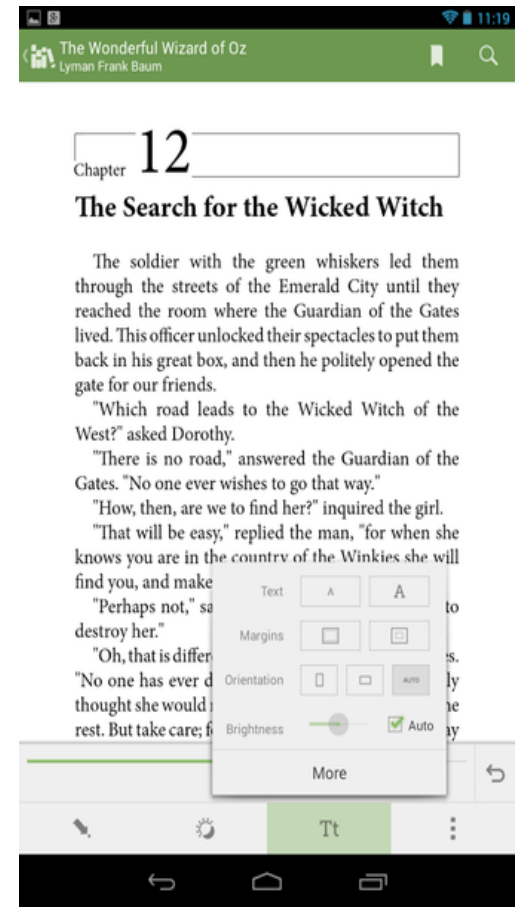 11:19
The Wonderful Wizard of Oz
Lyman Frank Baum
Chapter 12
The Search for the Wicked Witch
The soldier with the green whiskers led them
through the streets of the Emerald City until they
reached the room where the Guardian of the Gates
lived. This officer unlocked their spectacles to put them
back in his great box, and then he politely opened the
gate for our friends.
"Which road leads to the Wicked Witch of the
West?" asked Dorothy.
"There is no road," answered the Guardian of the
Gates. "No one ever wishes to go that way."
"How, then, are we to find her?" inquired the girl.
"That will be easy," replied the man, "for when she
knows you are in the country of the Winkies she will
find you, and make
"Perhaps not," sa
to
destroy her."
"Oh, that is differ
es.
"No one has ever d
ly
thought she would
he
rest. But take care; f
ay
Text A A
Margins
Orientation AUTO
Brightness Auto
More
Tt